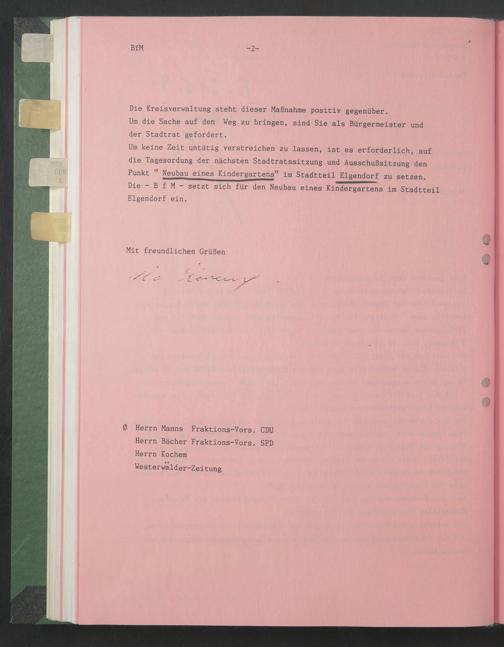 BfM -2-
Die Kreisverwaltung steht dieser Maßnahme positiv gegenüber.
Um die Sache auf den Weg zu bringen, sind Sie als Bürgermeister und
der Stadtrat gefordert.
Um keine Zeit untätig verstreichen zu lassen, ist es erforderlich, auf
die Tagesordung der nächsten Stadtratssitzung und Ausschußsitzung den
Punkt " Neubau eines Kindergartens" im Stadtteil Elgendorf zu setzen.
Die - B f M - setzt sich für den Neubau eines Kindergartens im Stadtteil
Elgendorf ein.
Mit freundlichen Grüßen
Ø Herrn Manns Fraktions-Vors. CDU
Herrn Bächer Fraktions-Vors. SPD
Herrn Kochem
Westerwälder-Zeitung